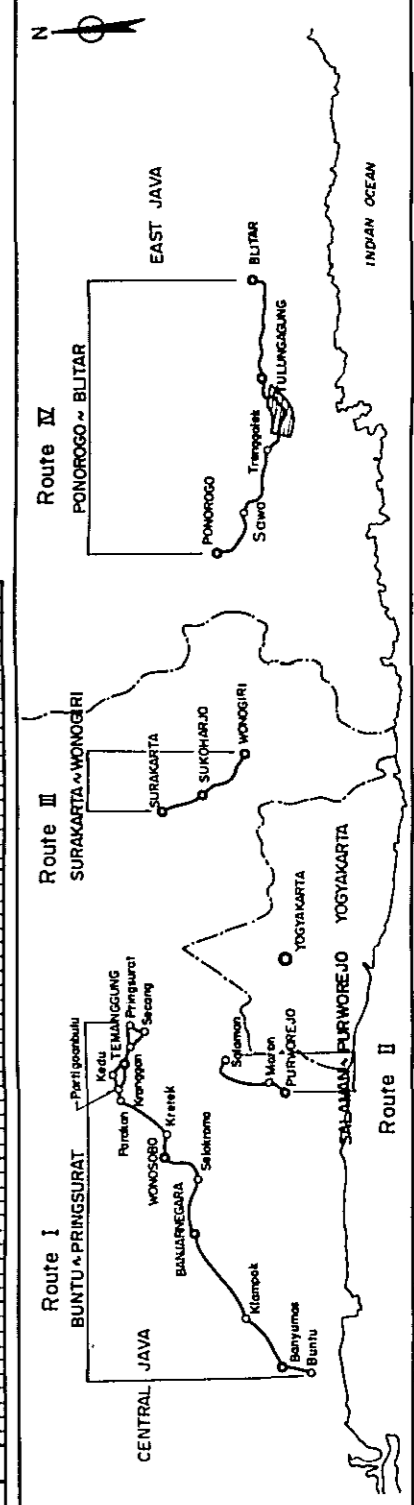 N
Route I
BUNTU ~ PRINGSURAT
CENTRAL JAVA
Partigoanbulu
Kedu
TEMANGGUNG
Pringsurat
Kranggan
Secang
Parakan
Kretek
WONOSOBO
Selokromo
BANJARNEGARA
Klampok
Banyumas
Buntu
Salaman
Maron
PURWOREJO
SALAMAN ~ PURWOREJO
Route II
YOGYAKARTA
YOGYAKARTA
Route III
SURAKARTA ~ WONOGIRI
SURAKARTA
SUKOHARJO
WONOGIRI
Route IV
PONOROGO ~ BLITAR
EAST JAVA
PONOROGO
Sawo
Trenggalek
TULUNGAGUNG
BLITAR
INDIAN OCEAN